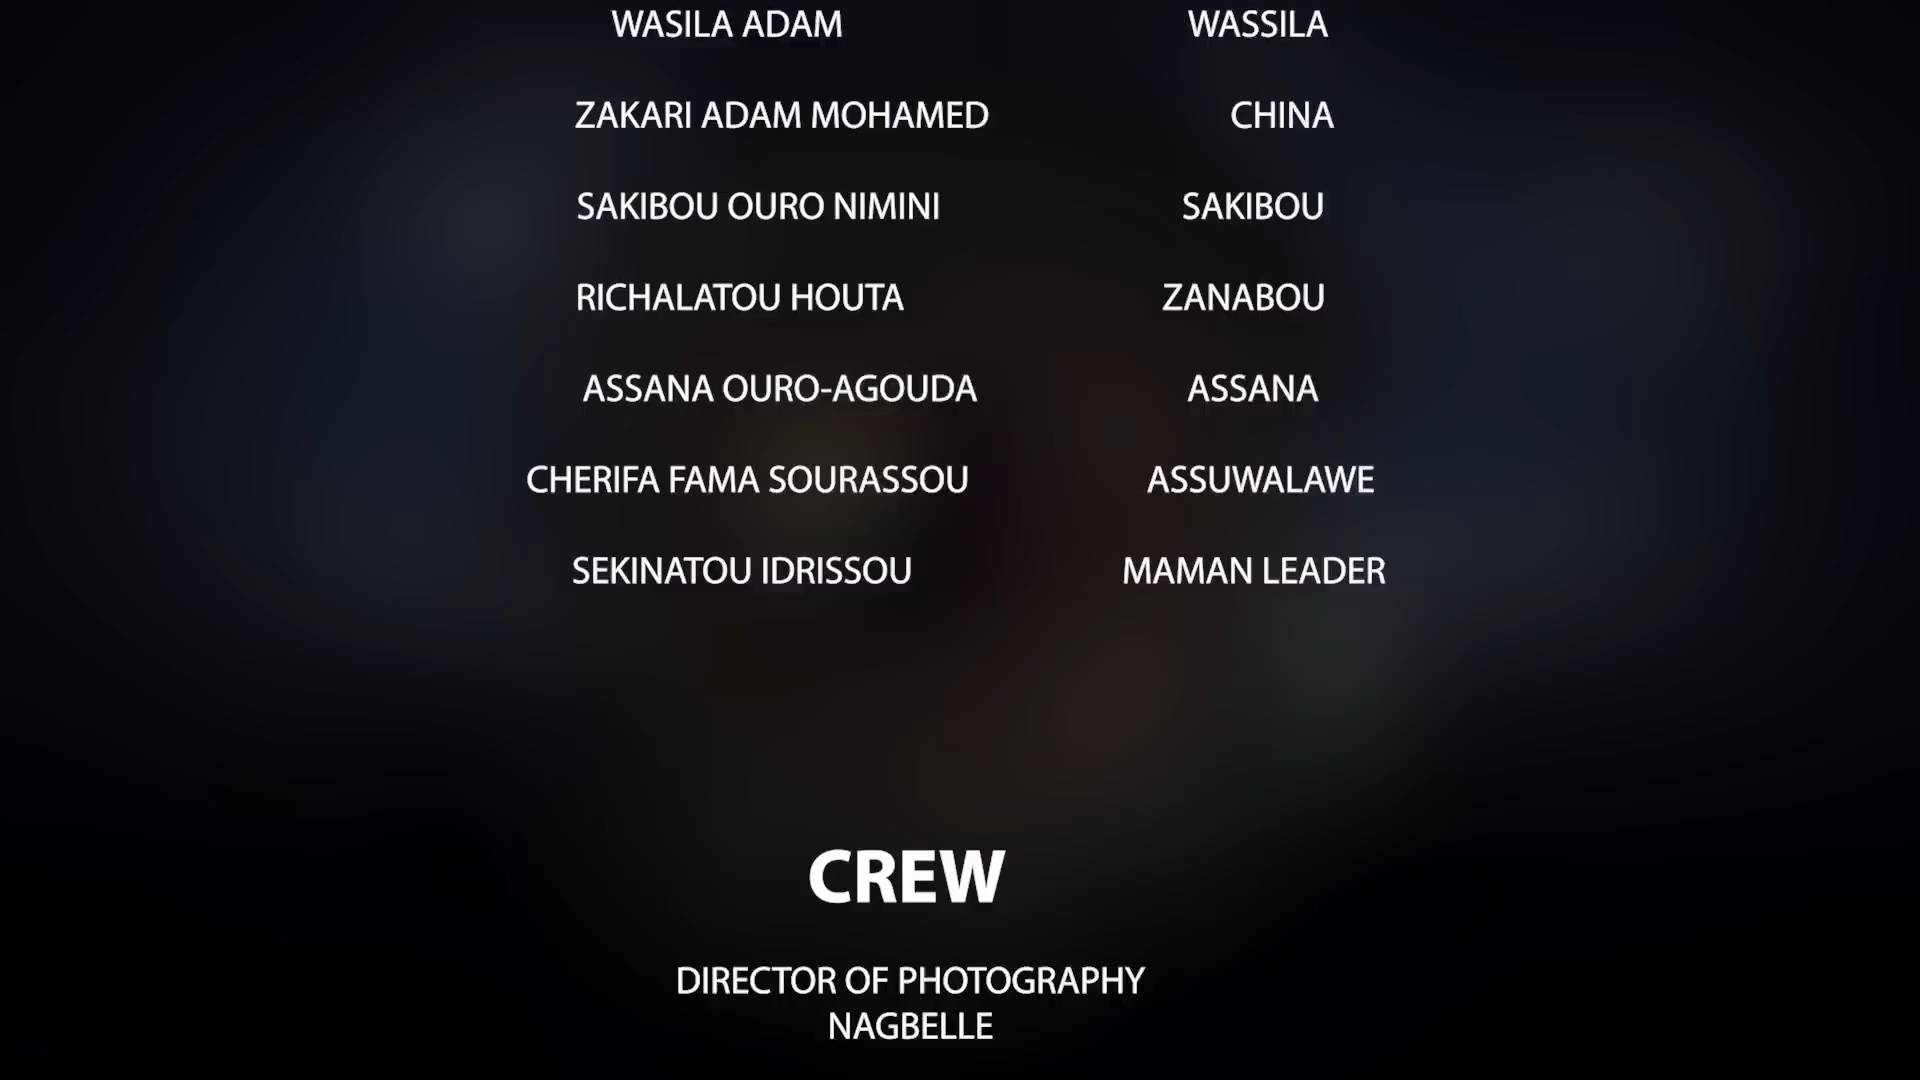 WASILA ADAM WASSILA
ZAKARI ADAM MOHAMED CHINA
SAKIBOU OURO NIMINI SAKIBOU
RICHALATOU HOUTA ZANABOU
ASSANA OURO-AGOUDA ASSANA
CHERIFA FAMA SOURASSOU ASSUWALAWE
SEKINATOU IDRISSOU MAMAN LEADER
CREW
DIRECTOR OF PHOTOGRAPHY
NAGBELLE